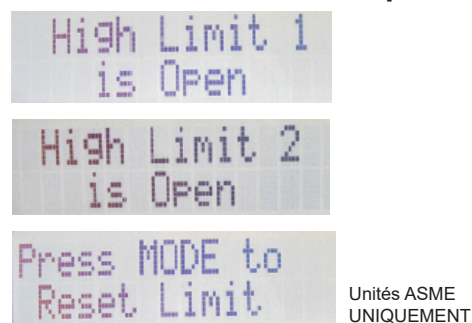 High Limit 1
is Open
High Limit 2
is Open
Press MODE to
Reset Limit
Unités ASME
UNIQUEMENT